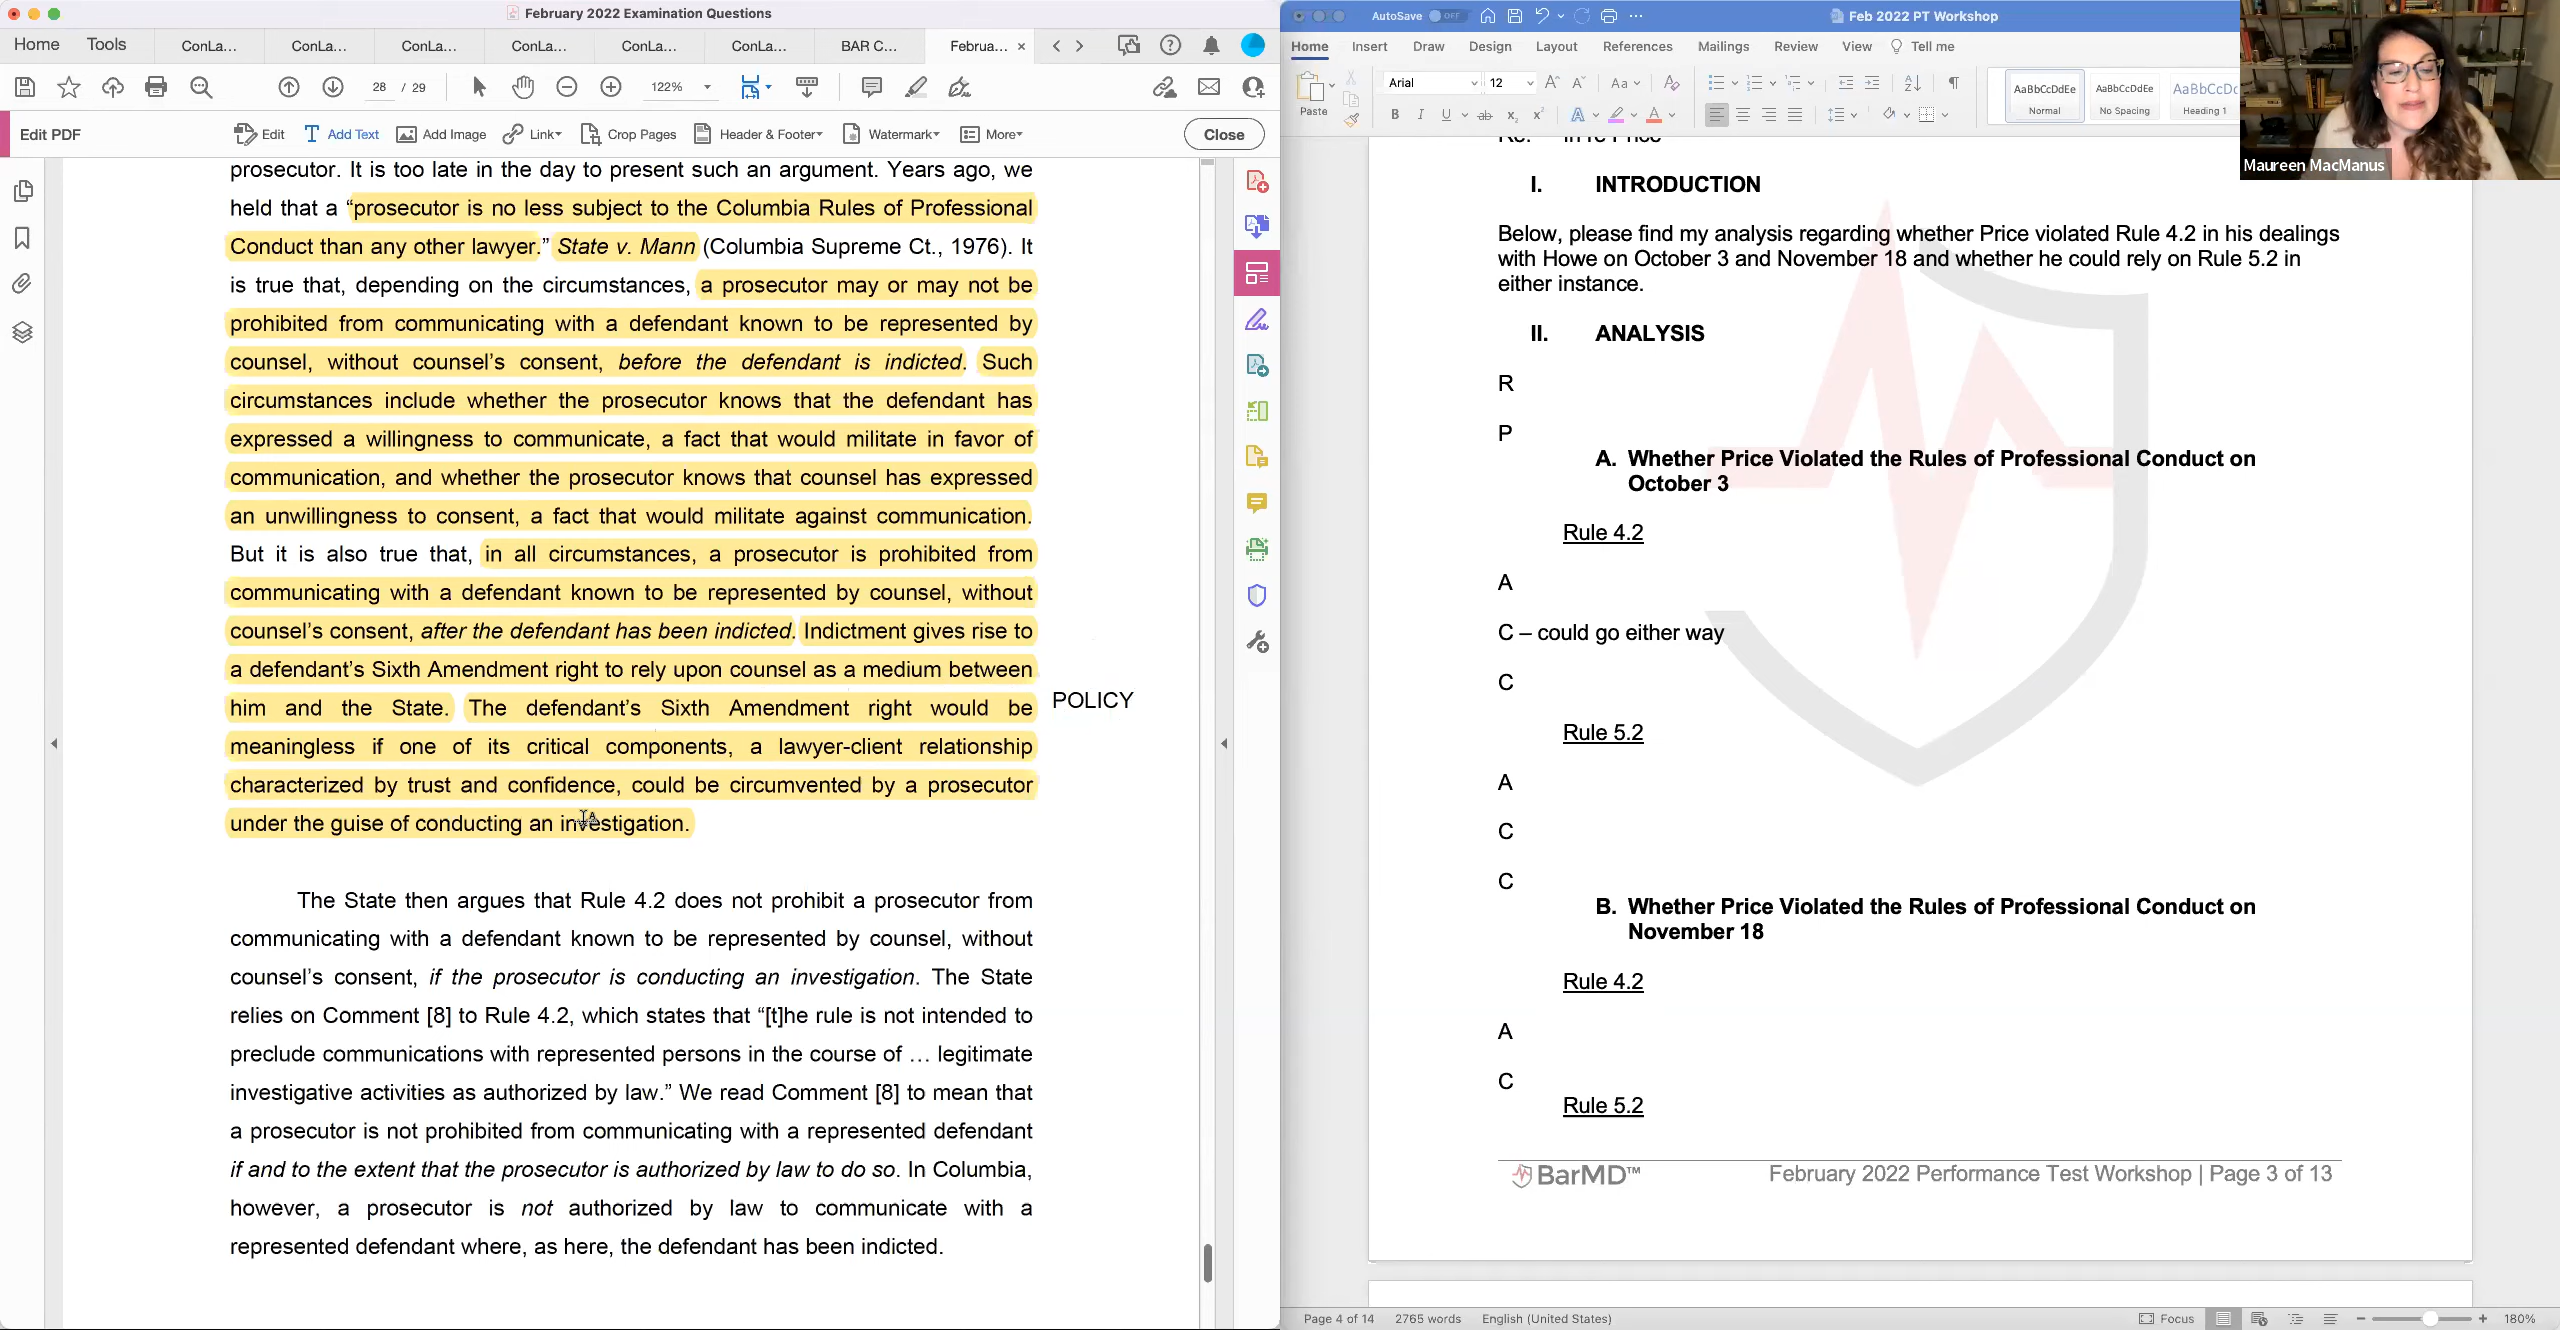 February 2022 Examination Questions
Home Tools ConLa... ConLa... ConLa... ConLa... ConLa... ConLa... BAR C... Februa... ×
28 / 29 122%
Edit PDF Edit Add Text Add Image Link Crop Pages Header & Footer Watermark More Close
prosecutor. It is too late in the day to present such an argument. Years ago, we
held that a “prosecutor is no less subject to the Columbia Rules of Professional
Conduct than any other lawyer.” State v. Mann (Columbia Supreme Ct., 1976). It
is true that, depending on the circumstances, a prosecutor may or may not be
prohibited from communicating with a defendant known to be represented by
counsel, without counsel’s consent, before the defendant is indicted. Such
circumstances include whether the prosecutor knows that the defendant has
expressed a willingness to communicate, a fact that would militate in favor of
communication, and whether the prosecutor knows that counsel has expressed
an unwillingness to consent, a fact that would militate against communication.
But it is also true that, in all circumstances, a prosecutor is prohibited from
communicating with a defendant known to be represented by counsel, without
counsel’s consent, after the defendant has been indicted. Indictment gives rise to
a defendant’s Sixth Amendment right to rely upon counsel as a medium between
him and the State. The defendant’s Sixth Amendment right would be
meaningless if one of its critical components, a lawyer-client relationship
characterized by trust and confidence, could be circumvented by a prosecutor
under the guise of conducting an investigation.
POLICY
The State then argues that Rule 4.2 does not prohibit a prosecutor from
communicating with a defendant known to be represented by counsel, without
counsel’s consent, if the prosecutor is conducting an investigation. The State
relies on Comment [8] to Rule 4.2, which states that “[t]he rule is not intended to
preclude communications with represented persons in the course of … legitimate
investigative activities as authorized by law.” We read Comment [8] to mean that
a prosecutor is not prohibited from communicating with a represented defendant
if and to the extent that the prosecutor is authorized by law to do so. In Columbia,
however, a prosecutor is not authorized by law to communicate with a
represented defendant where, as here, the defendant has been indicted.
AutoSave OFF Feb 2022 PT Workshop
Home Insert Draw Design Layout References Mailings Review View Tell me
Paste Arial 12
AaBbCcDdEe AaBbCcDdEe AaBbCcDc
Normal No Spacing Heading 1
Maureen MacManus
I. INTRODUCTION
Below, please find my analysis regarding whether Price violated Rule 4.2 in his dealings
with Howe on October 3 and November 18 and whether he could rely on Rule 5.2 in
either instance.
II. ANALYSIS
R
P
A. Whether Price Violated the Rules of Professional Conduct on
October 3
Rule 4.2
A
C – could go either way
C
Rule 5.2
A
C
C
B. Whether Price Violated the Rules of Professional Conduct on
November 18
Rule 4.2
A
C
Rule 5.2
BarMD™ February 2022 Performance Test Workshop | Page 3 of 13
Page 4 of 14 2765 words English (United States) Focus 180%